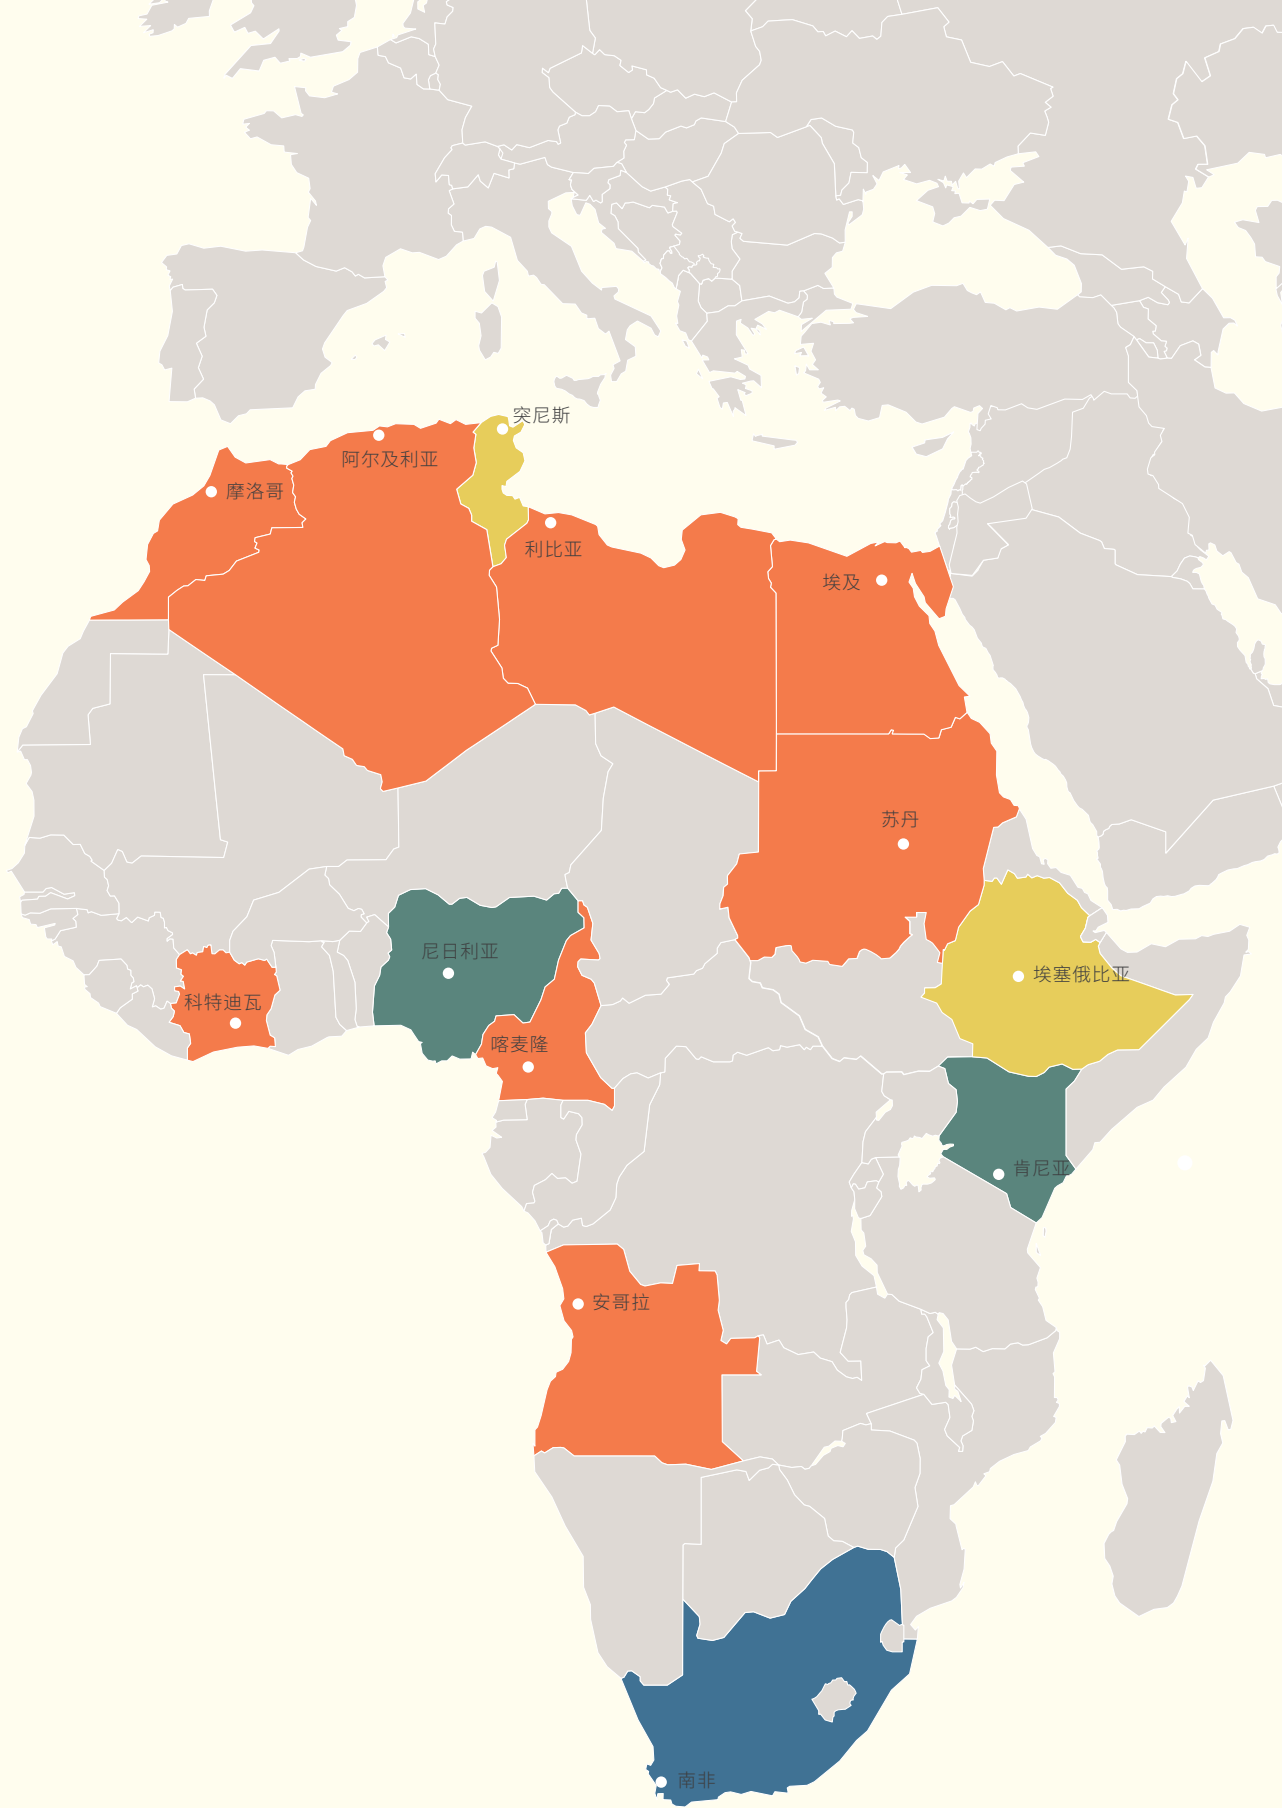 突尼斯
阿尔及利亚
摩洛哥
利比亚
埃及
苏丹
尼日利亚
埃塞俄比亚
科特迪瓦
喀麦隆
肯尼亚
安哥拉
南非